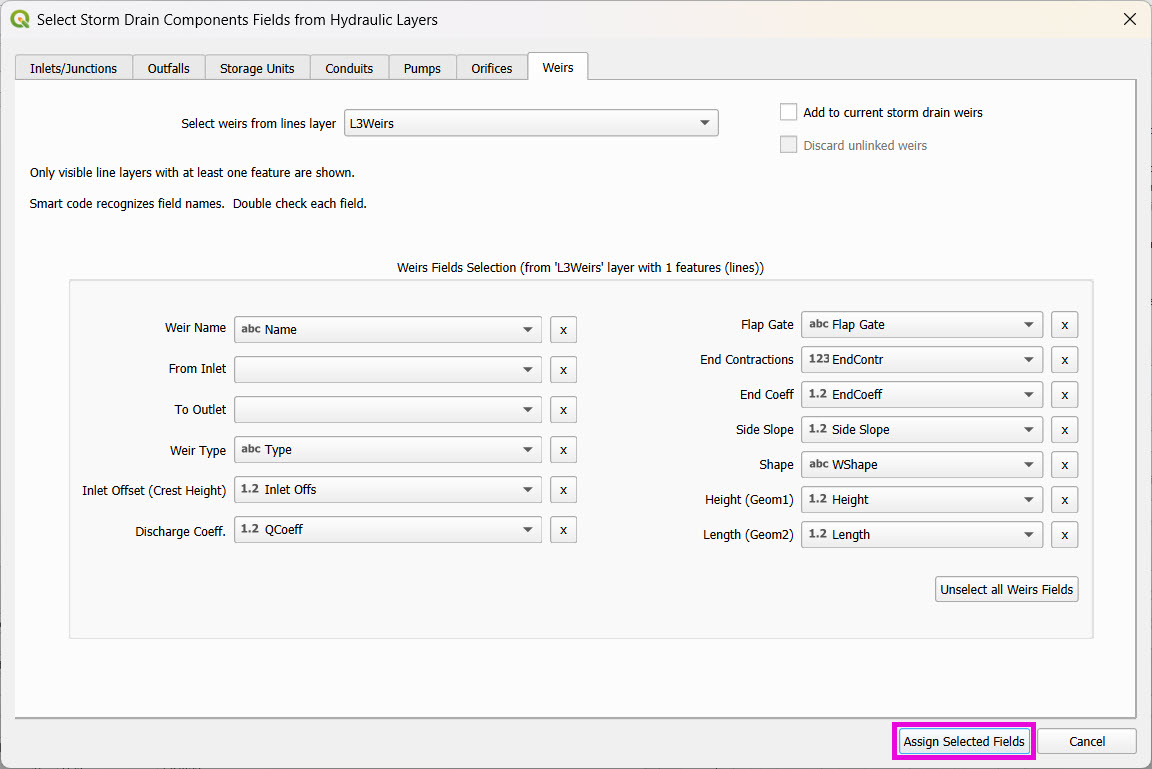 Select Storm Drain Components Fields from Hydraulic Layers
Inlets/Junctions Outfalls Storage Units Conduits Pumps Orifices Weirs
Select weirs from lines layer L3Weirs
Add to current storm drain weirs
Discard unlinked weirs
Only visible line layers with at least one feature are shown.
Smart code recognizes field names. Double check each field.
Weirs Fields Selection (from 'L3Weirs' layer with 1 features (lines))
Weir Name abc Name x
From Inlet x
To Outlet x
Weir Type abc Type x
Inlet Offset (Crest Height) 1.2 Inlet Offs x
Discharge Coeff. 1.2 QCoeff x
Flap Gate abc Flap Gate x
End Contractions 123 EndContr x
End Coeff 1.2 EndCoeff x
Side Slope 1.2 Side Slope x
Shape abc WShape x
Height (Geom1) 1.2 Height x
Length (Geom2) 1.2 Length x
Unselect all Weirs Fields
Assign Selected Fields Cancel